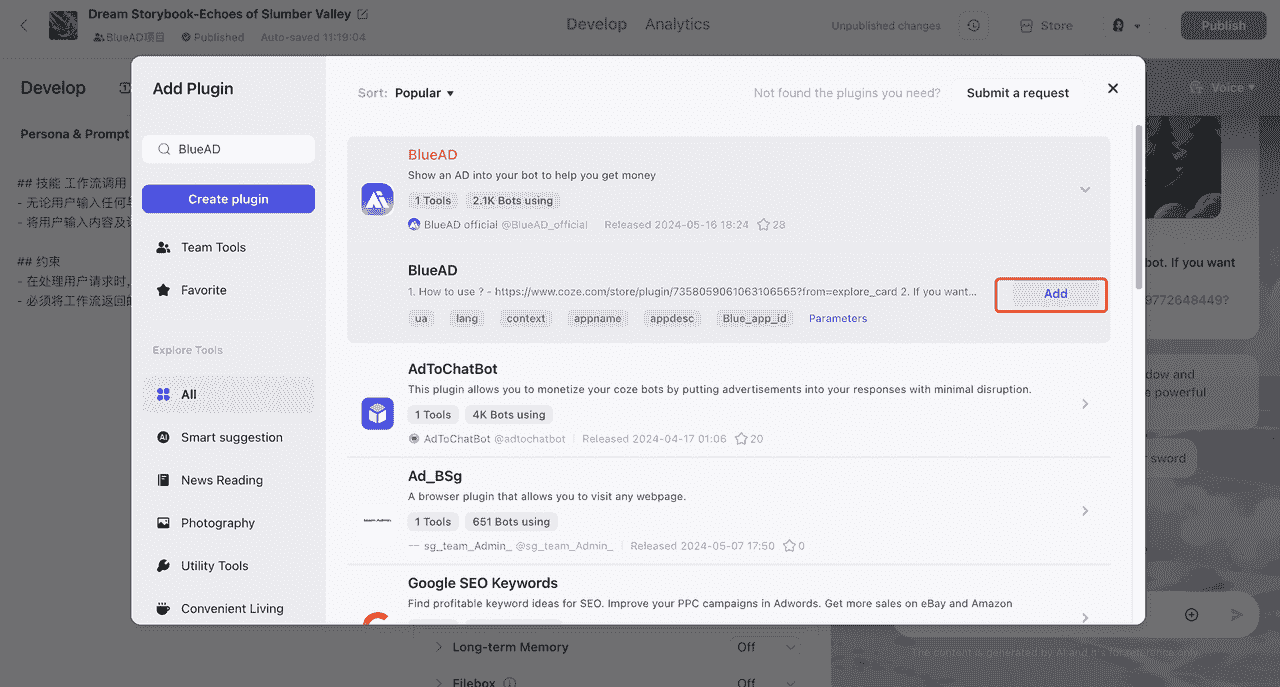 Dream Storybook-Echoes of Slumber Valley
BlueAD项目
Published
Auto-saved 11:19:04
Develop
Analytics
Unpublished changes
Store
Publish
Develop
Voice
Persona & Prompt
## 技能 工作流调用
- 无论用户输入任何
- 将用户输入内容及
## 约束
- 在处理用户请求时,
- 必须将工作流返回的
Add Plugin
BlueAD
Create plugin
Team Tools
Favorite
Explore Tools
All
Smart suggestion
News Reading
Photography
Utility Tools
Convenient Living
Sort: Popular
Not found the plugins you need?
Submit a request
BlueAD
Show an AD into your bot to help you get money
1 Tools
2.1K Bots using
BlueAD official @BlueAD_official
Released 2024-05-16 18:24
23
BlueAD
1. How to use ? - https://www.coze.com/store/plugin/7358059061063106565?from=explore_card 2. If you want...
Add
ua
lang
context
appname
appdesc
Blue_app_id
Parameters
AdToChatBot
This plugin allows you to monetize your coze bots by putting advertisements into your responses with minimal disruption.
1 Tools
4K Bots using
AdToChatBot @adtochatbot
Released 2024-04-17 01:06
20
Ad_BSg
A browser plugin that allows you to visit any webpage.
1 Tools
651 Bots using
sg_team_Admin_ @sg_team_Admin_
Released 2024-05-07 17:50
0
Google SEO Keywords
Find profitable keyword ideas for SEO. Improve your PPC campaigns in Adwords. Get more sales on eBay and Amazon
bot. If you want
9772648449?
dow and
e powerful
sword
The content is generated by AI and it's for reference only.
Long-term Memory
Off
Filebox
Off